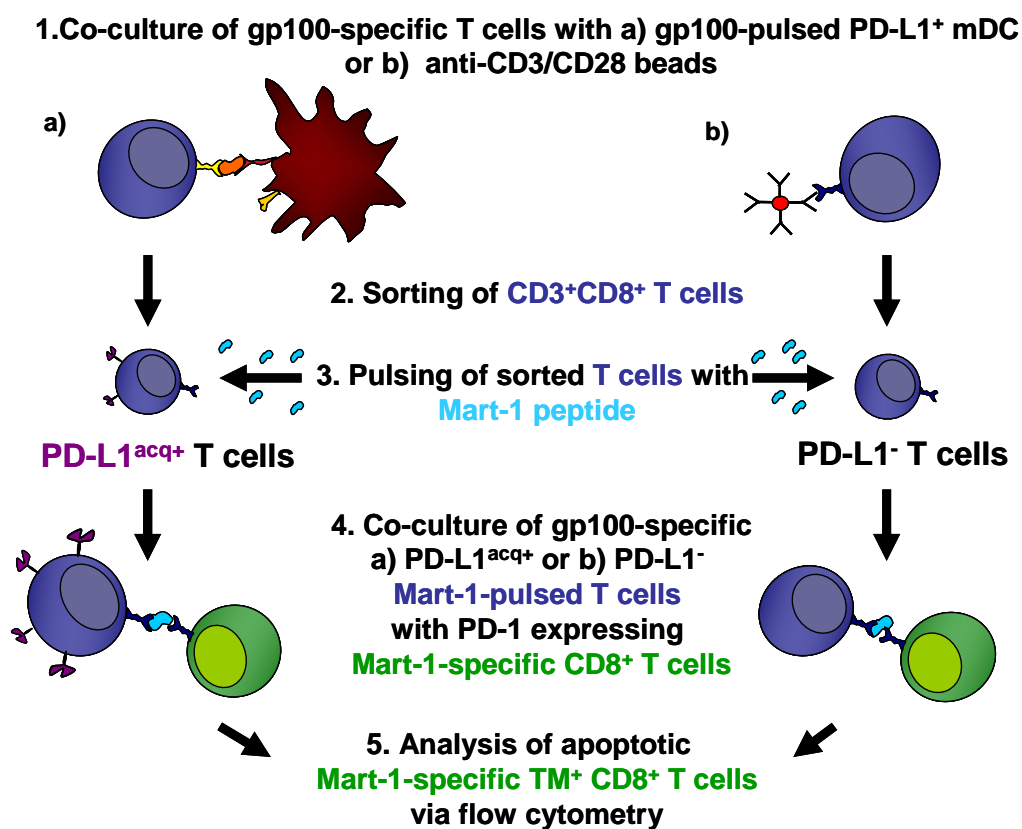 1.Co-culture of gp100-specific T cells with a) gp100-pulsed PD-L1⁺ mDC
or b) anti-CD3/CD28 beads
a)
b)
2. Sorting of CD3⁺CD8⁺ T cells
3. Pulsing of sorted T cells with
Mart-1 peptide
PD-L1ᵃᶜq⁺ T cells
PD-L1⁻ T cells
4. Co-culture of gp100-specific
a) PD-L1ᵃᶜq⁺ or b) PD-L1⁻
Mart-1-pulsed T cells
with PD-1 expressing
Mart-1-specific CD8⁺ T cells
5. Analysis of apoptotic
Mart-1-specific TM⁺ CD8⁺ T cells
via flow cytometry